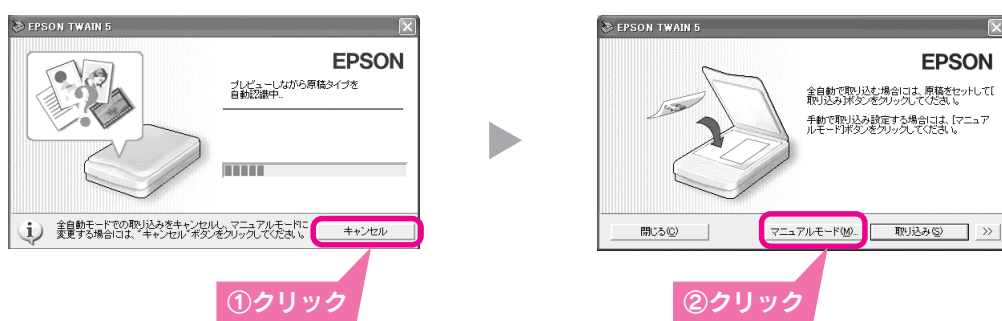 EPSON TWAIN 5
EPSON
プレビューしながら原稿タイプを
自動認識中...
全自動モードでの取り込みをキャンセルし、マニュアルモードに
変更する場合には、"キャンセル"ボタンをクリックしてください。
キャンセル
①クリック
EPSON TWAIN 5
EPSON
全自動で取り込む場合には、原稿をセットして[
取り込み]ボタンをクリックしてください。
手動で取り込み設定する場合には、[マニュア
ルモード]ボタンをクリックしてください。
閉じる(C)
マニュアルモード(M)...
取り込み(S)
>>
②クリック